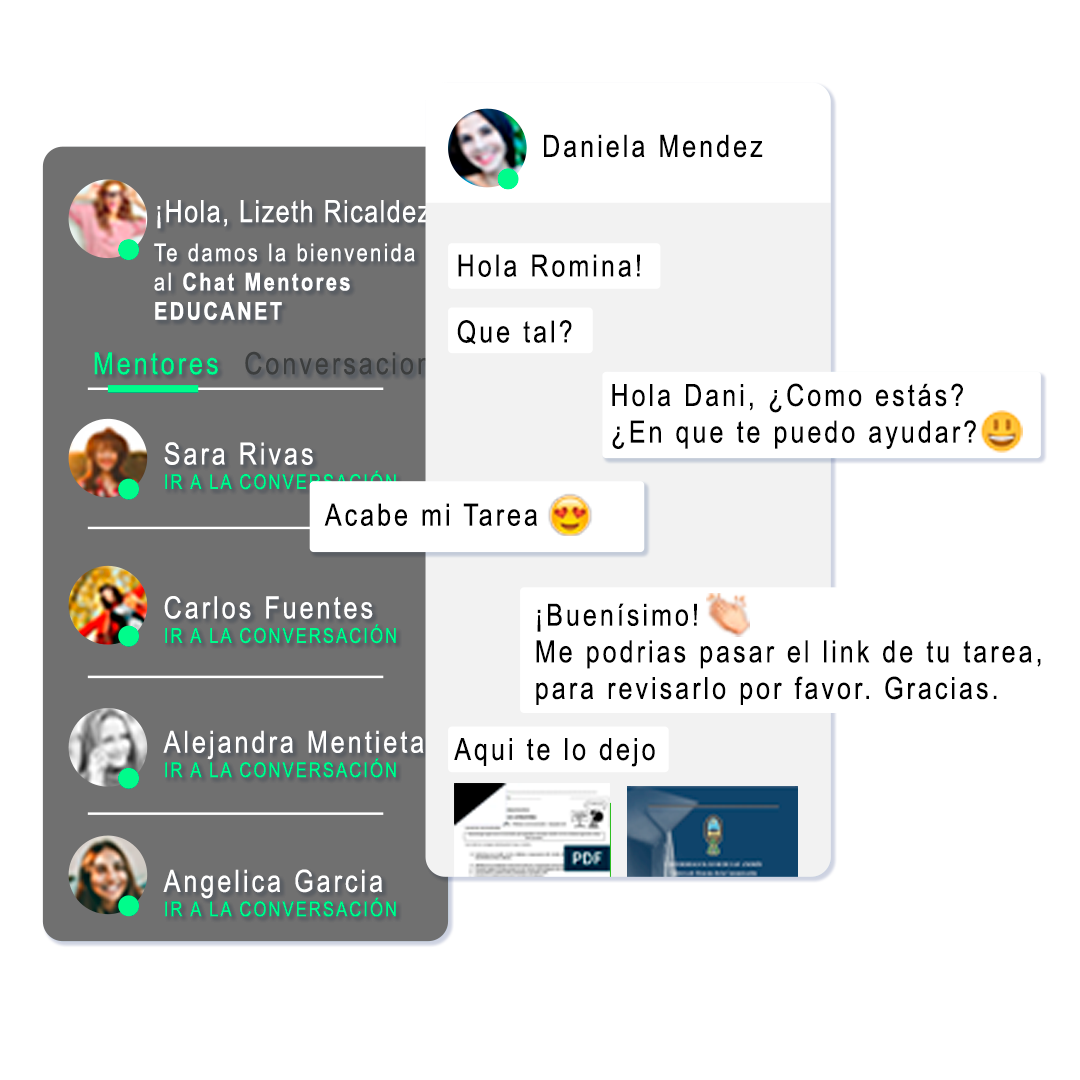 ¡Hola, Lizeth Ricaldez
Te damos la bienvenida
al Chat Mentores
EDUCANET
Mentores Conversacion
Sara Rivas
IR A LA CONVERSACIÓN
Carlos Fuentes
IR A LA CONVERSACIÓN
Alejandra Mentieta
IR A LA CONVERSACIÓN
Angelica Garcia
IR A LA CONVERSACIÓN
Daniela Mendez
Hola Romina!
Que tal?
Hola Dani, ¿Como estás?
¿En que te puedo ayudar?😃
Acabe mi Tarea 😍
¡Buenísimo! 👏
Me podrias pasar el link de tu tarea,
para revisarlo por favor. Gracias.
Aqui te lo dejo
PDF